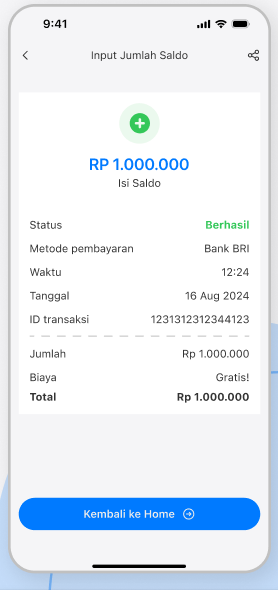 9:41
Input Jumlah Saldo
RP 1.000.000
Isi Saldo
Status Berhasil
Metode pembayaran Bank BRI
Waktu 12:24
Tanggal 16 Aug 2024
ID transaksi 1231312312344123
Jumlah Rp 1.000.000
Biaya Gratis!
Total Rp 1.000.000
Kembali ke Home